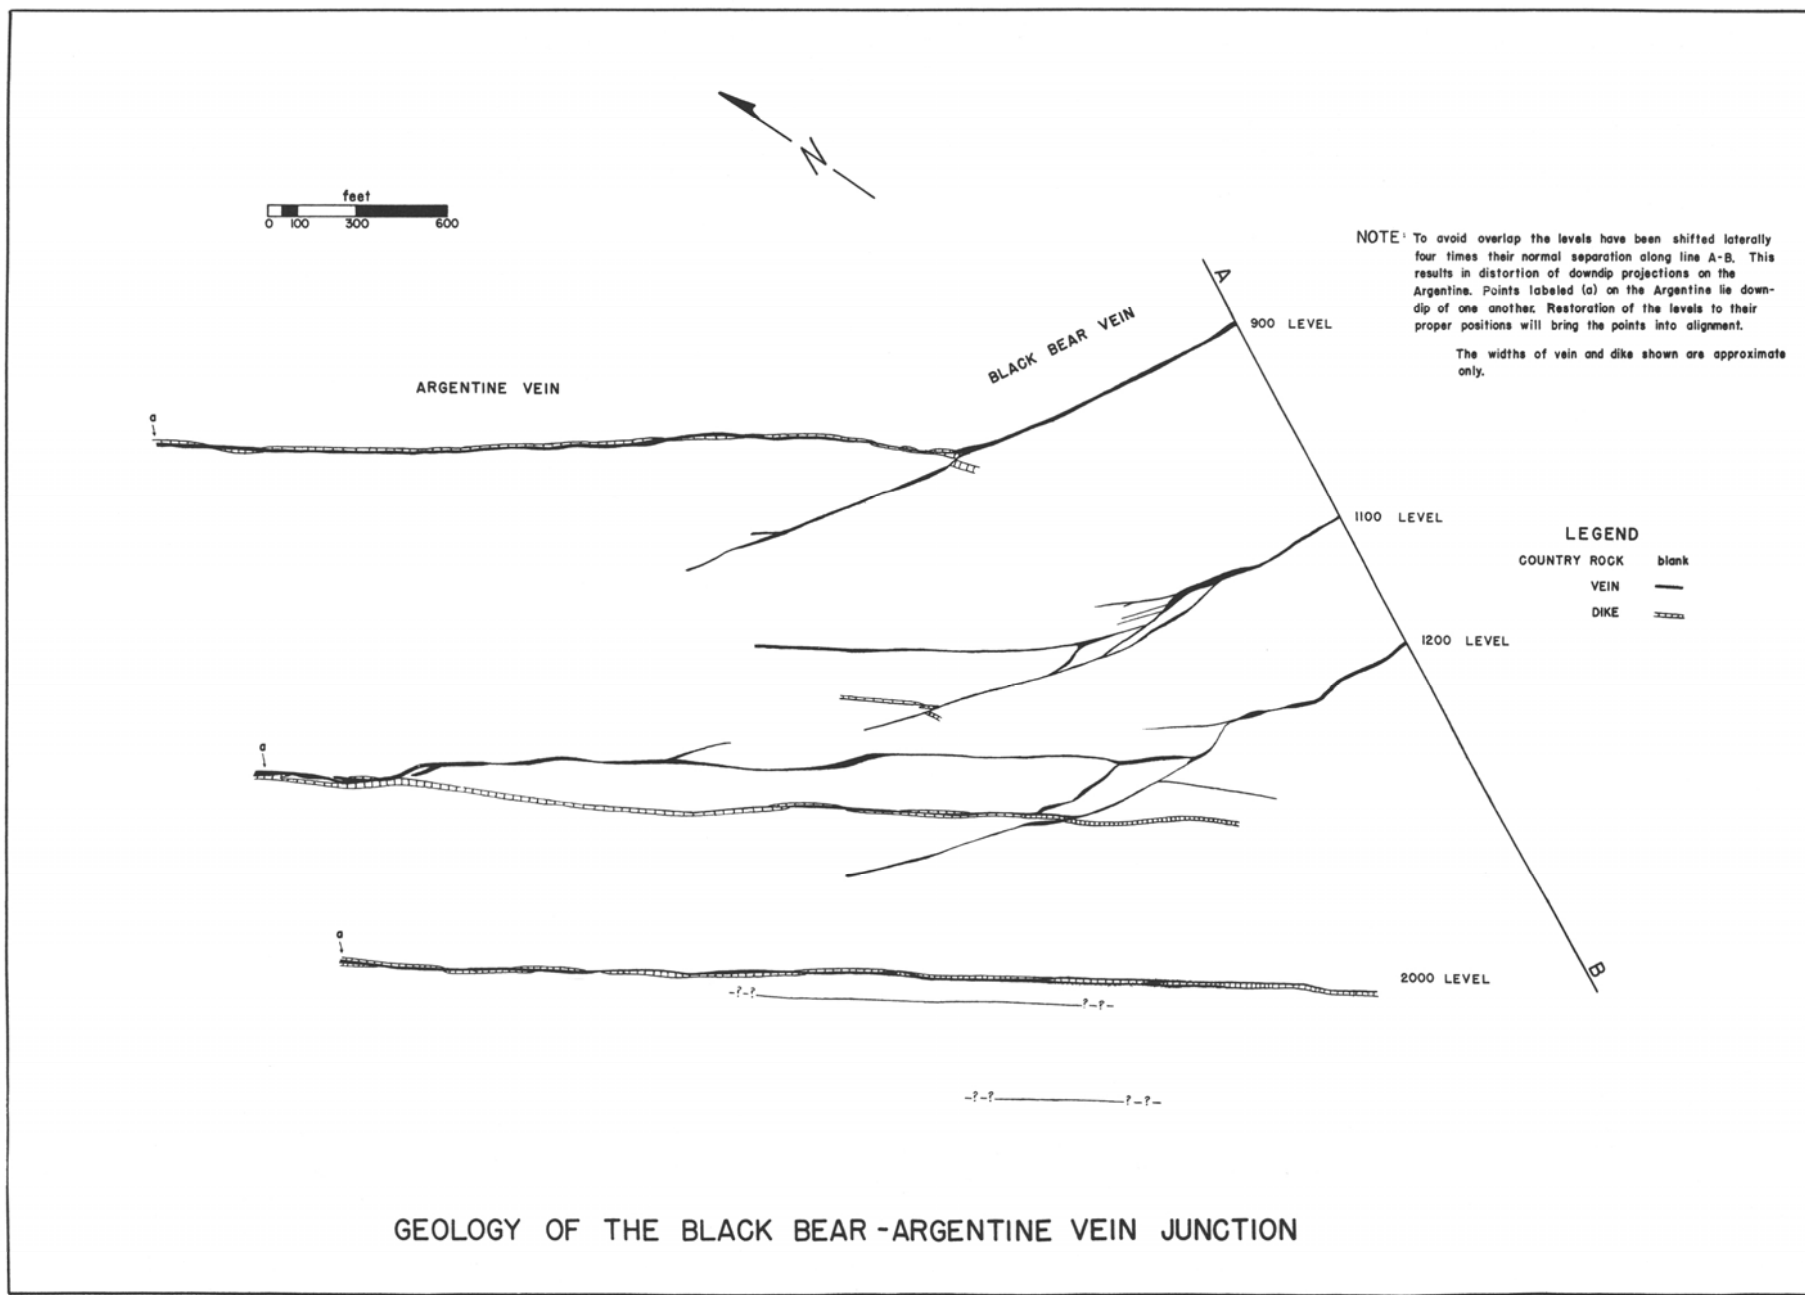 N
feet
0 100 300 600
NOTE: To avoid overlap the levels have been shifted laterally
four times their normal separation along line A-B. This
results in distortion of downdip projections on the
Argentine. Points labeled (a) on the Argentine lie down-
dip of one another. Restoration of the levels to their
proper positions will bring the points into alignment.
The widths of vein and dike shown are approximate
only.
A
BLACK BEAR VEIN
900 LEVEL
ARGENTINE VEIN
a
1100 LEVEL
LEGEND
COUNTRY ROCK blank
VEIN
DIKE
1200 LEVEL
a
a
B
2000 LEVEL
-?-? ?-?-
-?-? ?-?-
GEOLOGY OF THE BLACK BEAR-ARGENTINE VEIN JUNCTION